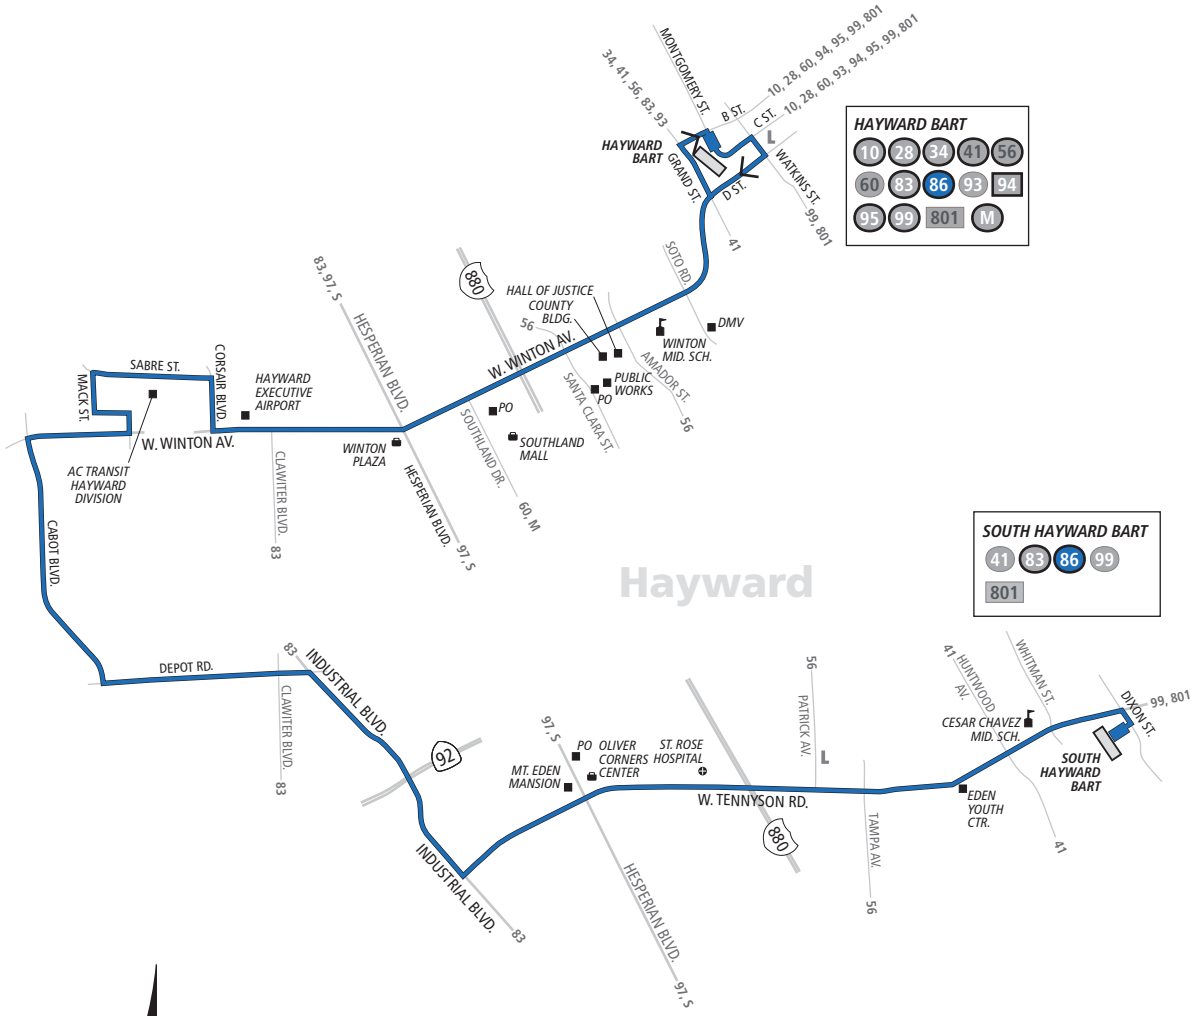 MONTGOMERY ST.
34, 41, 56, 83, 93
10, 28, 60, 94, 95, 99, 801
10, 28, 60, 93, 94, 95, 99, 801
B ST.
C ST.
L
HAYWARD
BART
GRAND ST.
D ST.
WATKINS ST.
99, 801
41
HAYWARD BART
10 28 34 41 56
60 83 86 93 94
95 99 801 M
SOTO RD.
83, 97, S
HESPERIAN BLVD.
880
HALL OF JUSTICE
COUNTY
BLDG.
56
W. WINTON AV.
DMV
WINTON
MID. SCH.
AMADOR ST.
56
PUBLIC
WORKS
PO
SANTA CLARA ST.
PO
SOUTHLAND
MALL
SOUTHLAND DR.
60, M
SABRE ST.
MACK ST.
CORSAIR BLVD.
HAYWARD
EXECUTIVE
AIRPORT
W. WINTON AV.
WINTON
PLAZA
AC TRANSIT
HAYWARD
DIVISION
CLAWITER BLVD.
83
HESPERIAN BLVD.
97, S
CABOT BLVD.
Hayward
SOUTH HAYWARD BART
41 83 86 99
801
DEPOT RD.
83
INDUSTRIAL BLVD.
CLAWITER BLVD.
83
92
97, S
PO
OLIVER
CORNERS
CENTER
MT. EDEN
MANSION
ST. ROSE
HOSPITAL
56
PATRICK AV.
L
W. TENNYSON RD.
880
TAMPA AV.
56
41
HUNTWOOD
AV.
WHITMAN ST.
CESAR CHAVEZ
MID. SCH.
DIXON ST.
99, 801
SOUTH
HAYWARD
BART
EDEN
YOUTH
CTR.
41
INDUSTRIAL BLVD.
83
HESPERIAN BLVD.
97, S